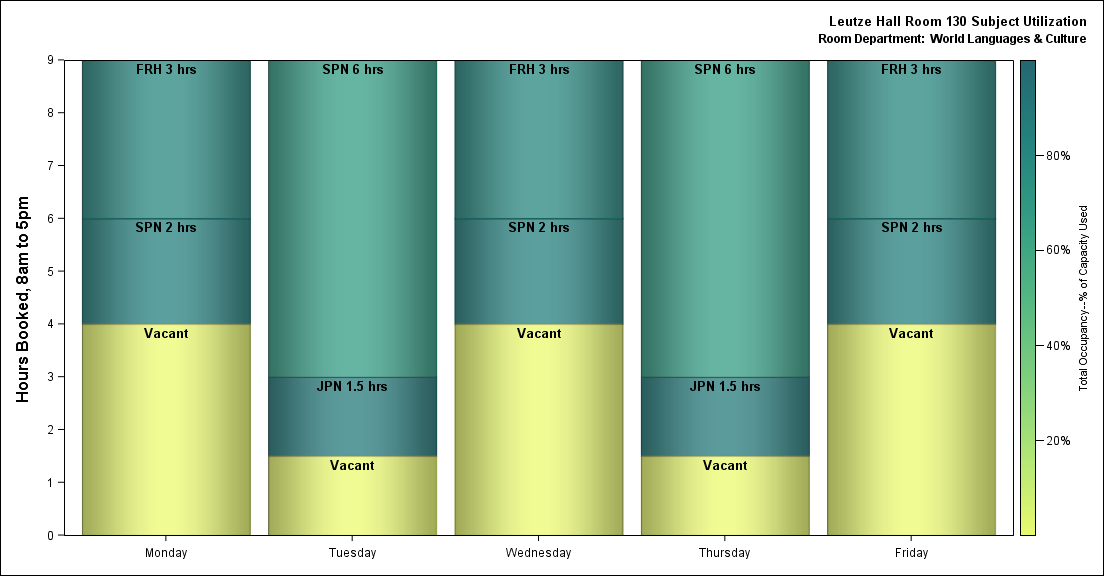 Leutze Hall Room 130 Subject Utilization
Room Department: World Languages & Culture
Hours Booked, 8am to 5pm
9
8
7
6
5
4
3
2
1
0
FRH 3 hrs
SPN 2 hrs
Vacant
SPN 6 hrs
JPN 1.5 hrs
Vacant
FRH 3 hrs
SPN 2 hrs
Vacant
SPN 6 hrs
JPN 1.5 hrs
Vacant
FRH 3 hrs
SPN 2 hrs
Vacant
Monday
Tuesday
Wednesday
Thursday
Friday
80%
60%
40%
20%
Total Occupancy--% of Capacity Used